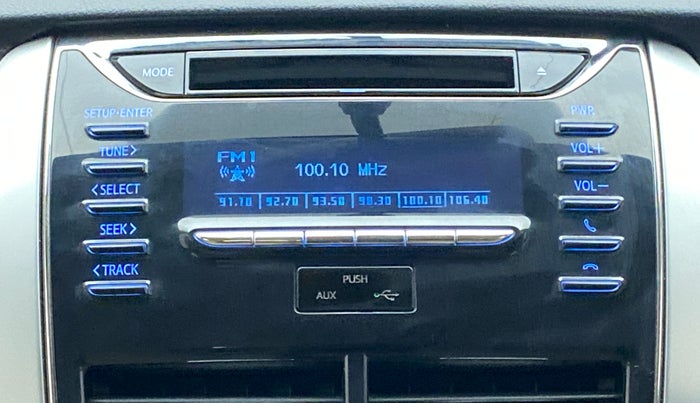 MODE
SETUP·ENTER
PWR
TUNE>
VOL+
FM1
100.10 MHz
<SELECT
VOL-
91.70 92.70 93.50 98.30 100.10 106.40
SEEK>
<TRACK
PUSH
AUX